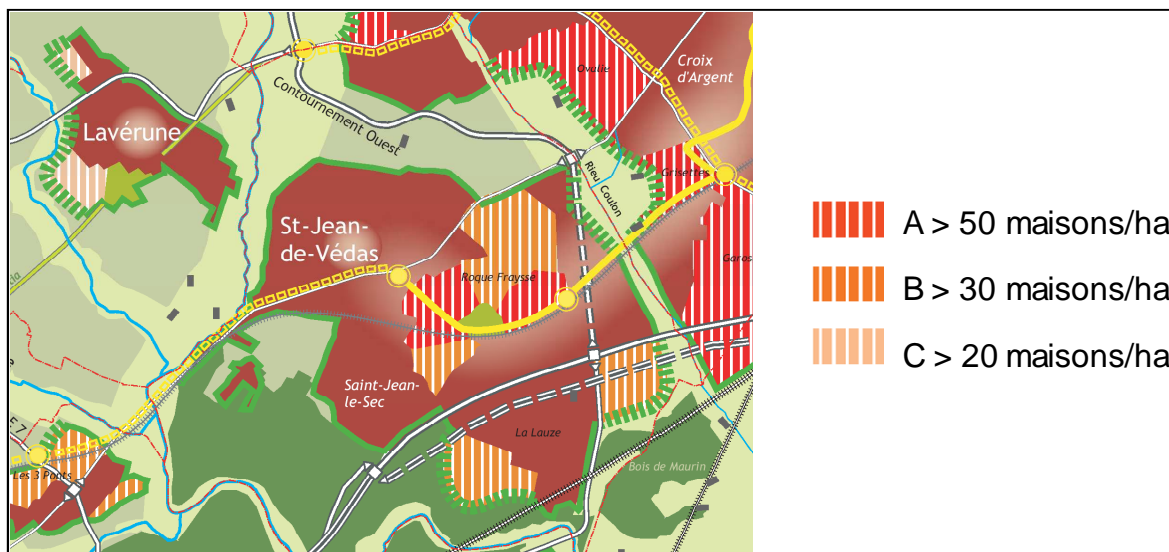 Lavérune
Contournement Ouest
Ovalie
Croix
d'Argent
Rieu Coulon
Grisettes
St-Jean-
de-Védas
Roque Fraysse
Garos
Saint-Jean-
le-Sec
La Lauze
Bois de Maurin
E 7
Les 3 Ponts
A > 50 maisons/ha
B > 30 maisons/ha
C > 20 maisons/ha